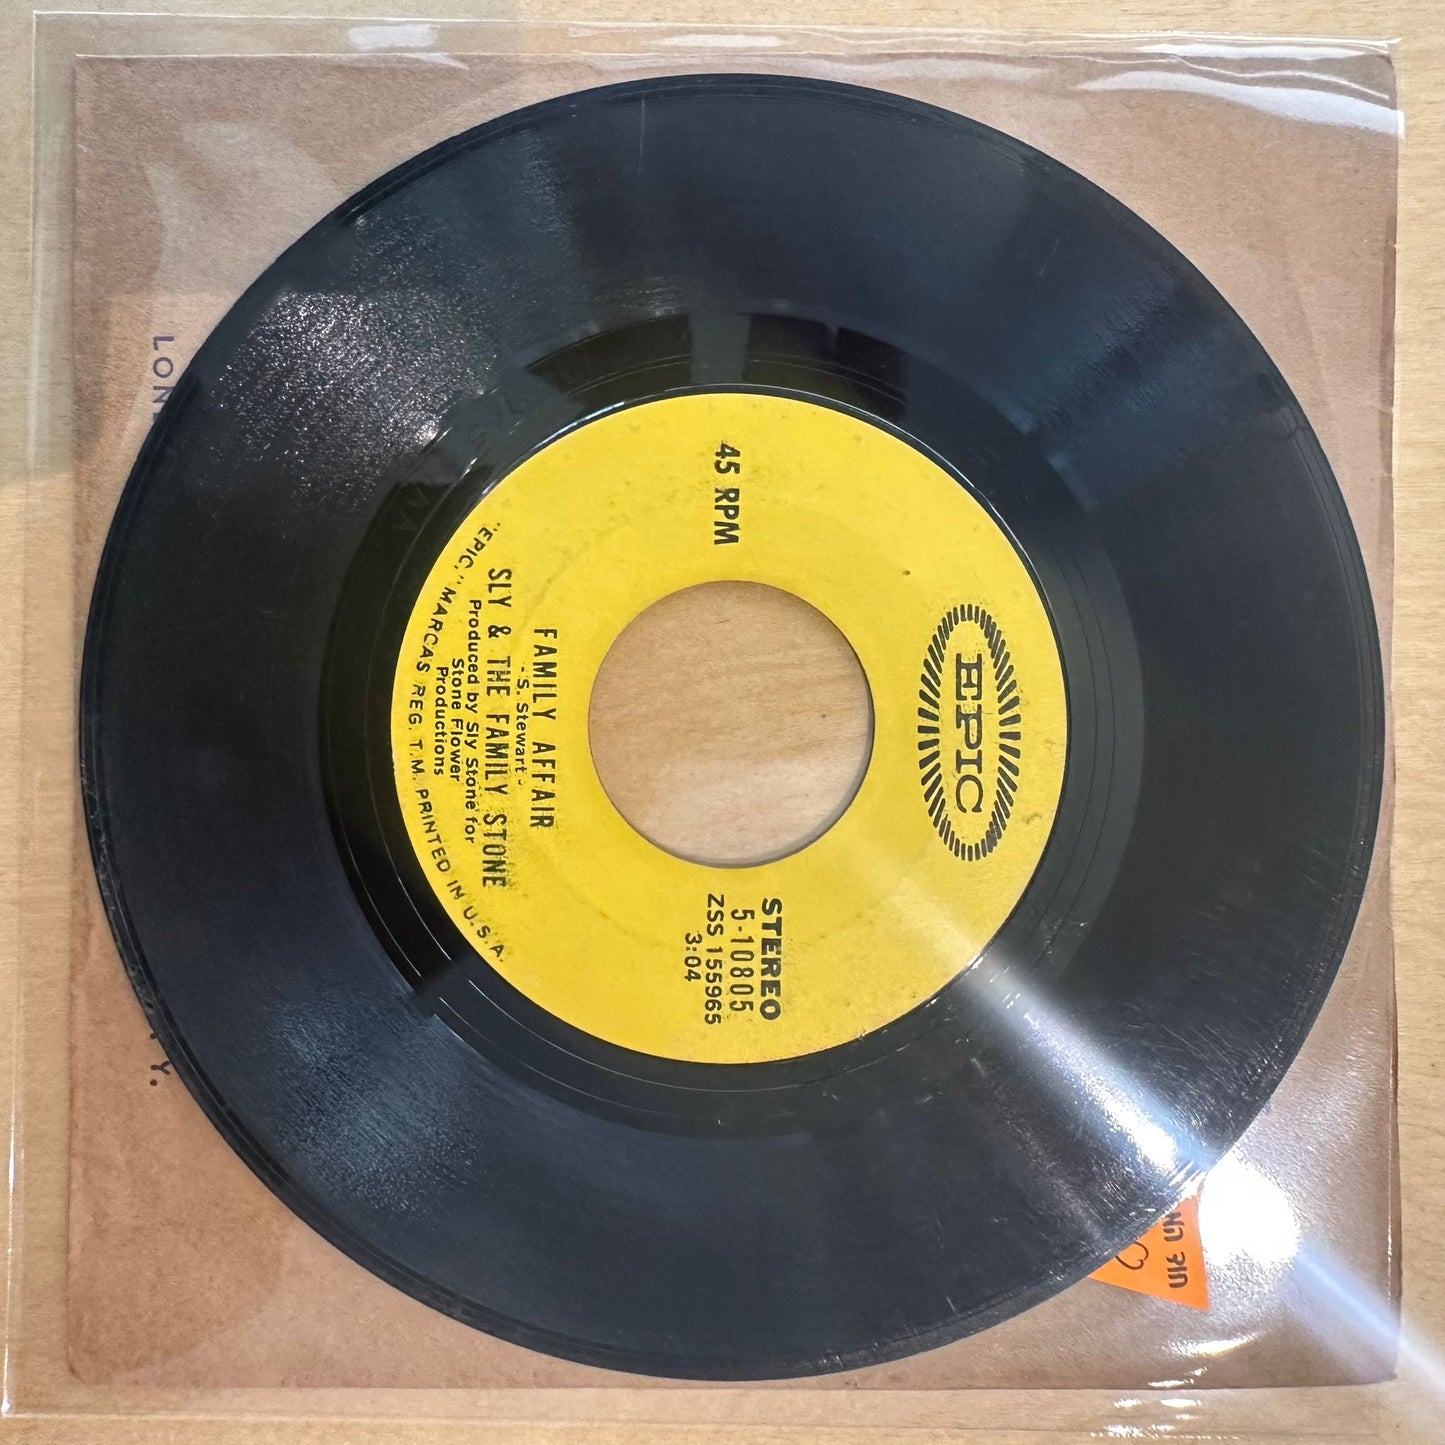 EPIC
45 RPM
STEREO
5-10805
ZSS 155965
3:04
FAMILY AFFAIR
- S. Stewart -
SLY & THE FAMILY STONE
Produced by Sly Stone for
Stone Flower
Productions
"EPIC," MARCAS REG. T.M. PRINTED IN U.S.A.
LON
Y.